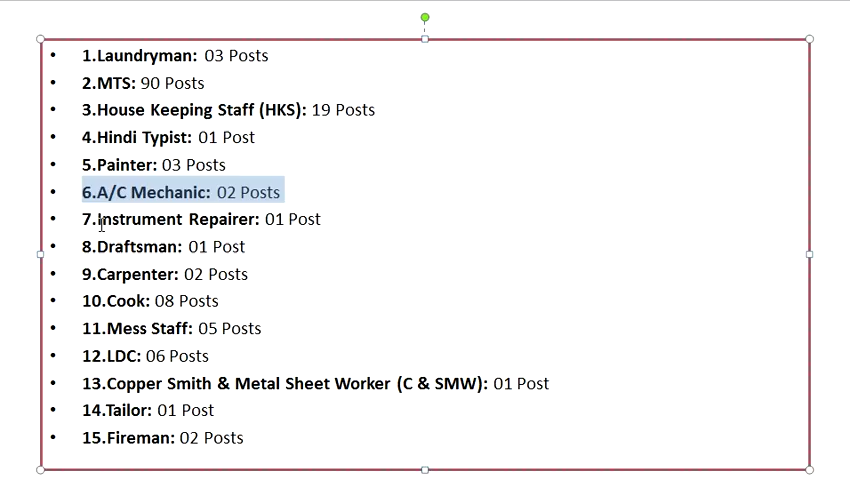 • 1.Laundryman: 03 Posts
• 2.MTS: 90 Posts
• 3.House Keeping Staff (HKS): 19 Posts
• 4.Hindi Typist: 01 Post
• 5.Painter: 03 Posts
• 6.A/C Mechanic: 02 Posts
• 7.Instrument Repairer: 01 Post
• 8.Draftsman: 01 Post
• 9.Carpenter: 02 Posts
• 10.Cook: 08 Posts
• 11.Mess Staff: 05 Posts
• 12.LDC: 06 Posts
• 13.Copper Smith & Metal Sheet Worker (C & SMW): 01 Post
• 14.Tailor: 01 Post
• 15.Fireman: 02 Posts